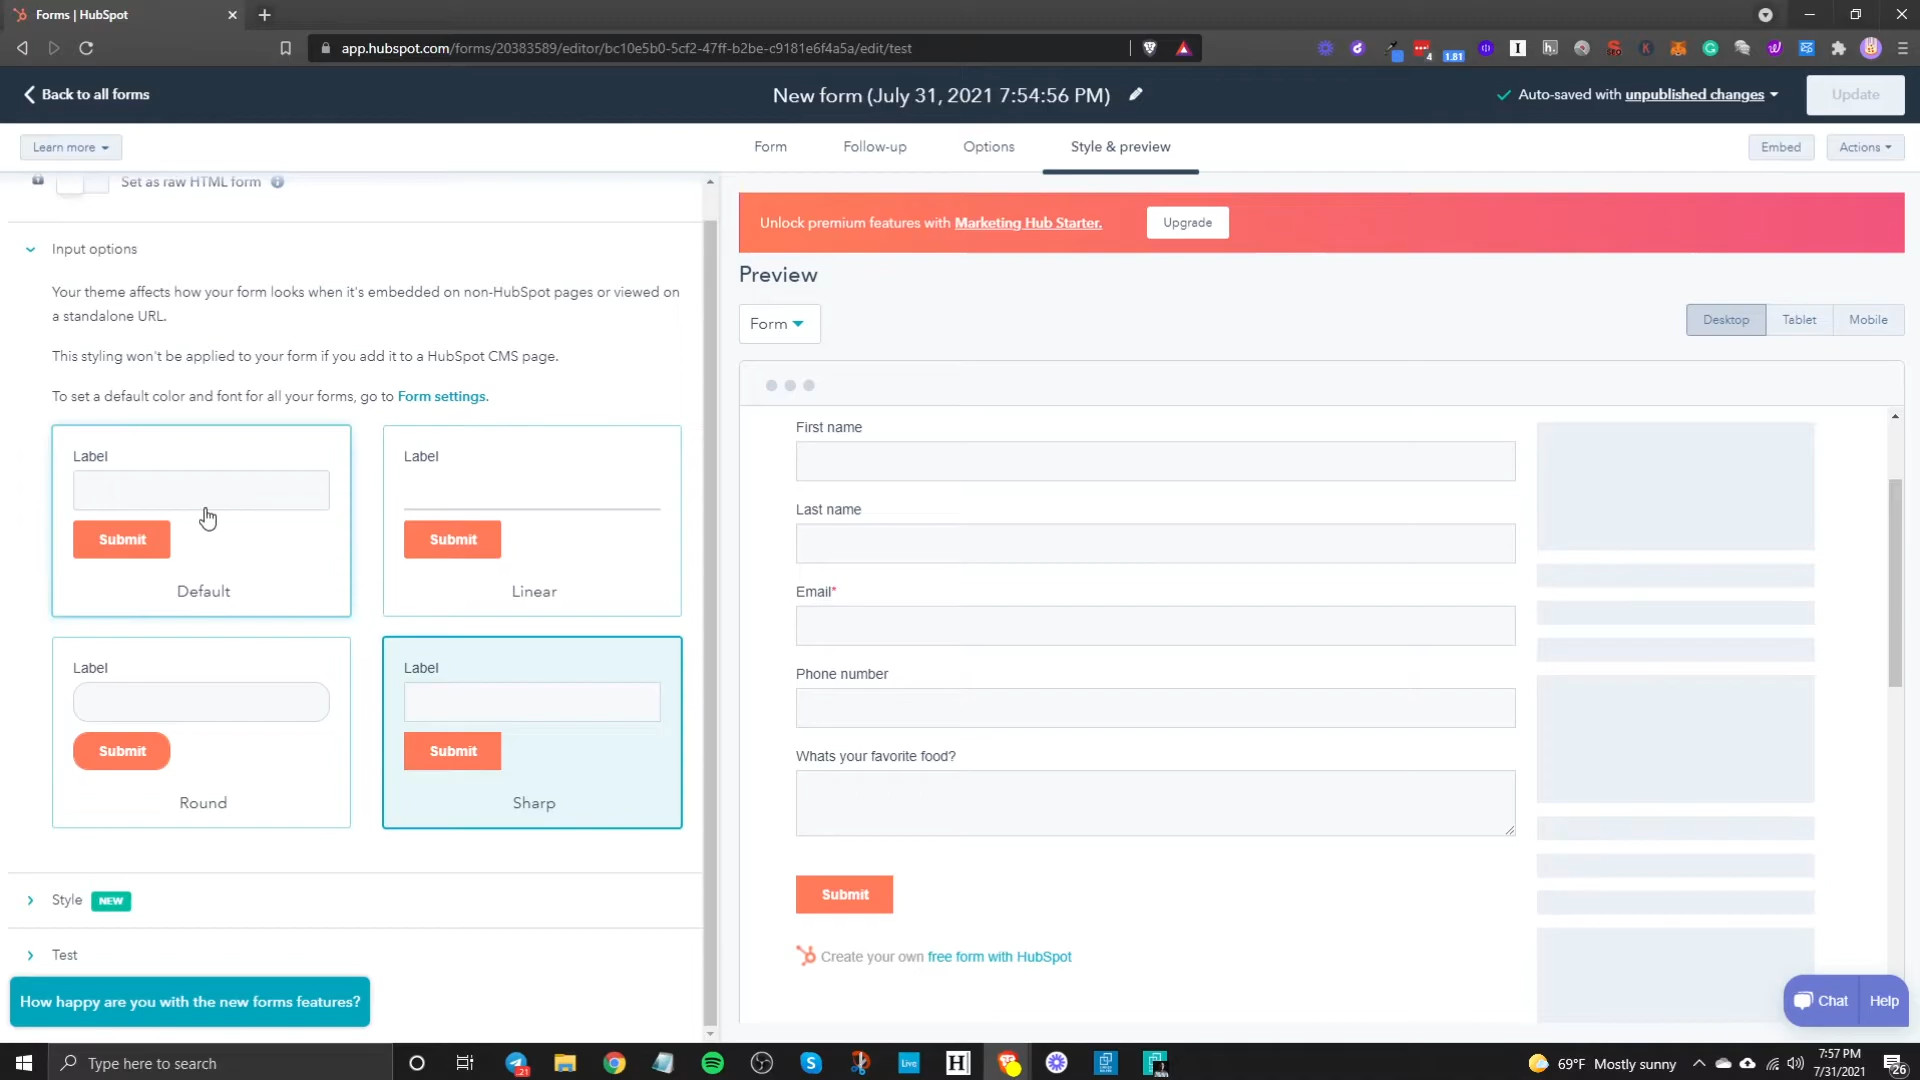 Forms | HubSpot
app.hubspot.com/forms/20383589/editor/bc10e5b0-5cf2-47ff-b2be-c9181e6f4a5a/edit/test
4
1.81
Back to all forms
New form (July 31, 2021 7:54:56 PM)
Auto-saved with unpublished changes
Update
Learn more
Form
Follow-up
Options
Style & preview
Embed
Actions
Set as raw HTML form
Input options
Your theme affects how your form looks when it's embedded on non-HubSpot pages or viewed on
a standalone URL.
This styling won't be applied to your form if you add it to a HubSpot CMS page.
To set a default color and font for all your forms, go to Form settings.
Label
Submit
Default
Label
Submit
Linear
Label
Submit
Round
Label
Submit
Sharp
Style NEW
Test
How happy are you with the new forms features?
Unlock premium features with Marketing Hub Starter.
Upgrade
Preview
Form
Desktop
Tablet
Mobile
First name
Last name
Email*
Phone number
Whats your favorite food?
Submit
Create your own free form with HubSpot
Chat
Help
Type here to search
21
Live
H
69°F Mostly sunny
7:57 PM
7/31/2021
26